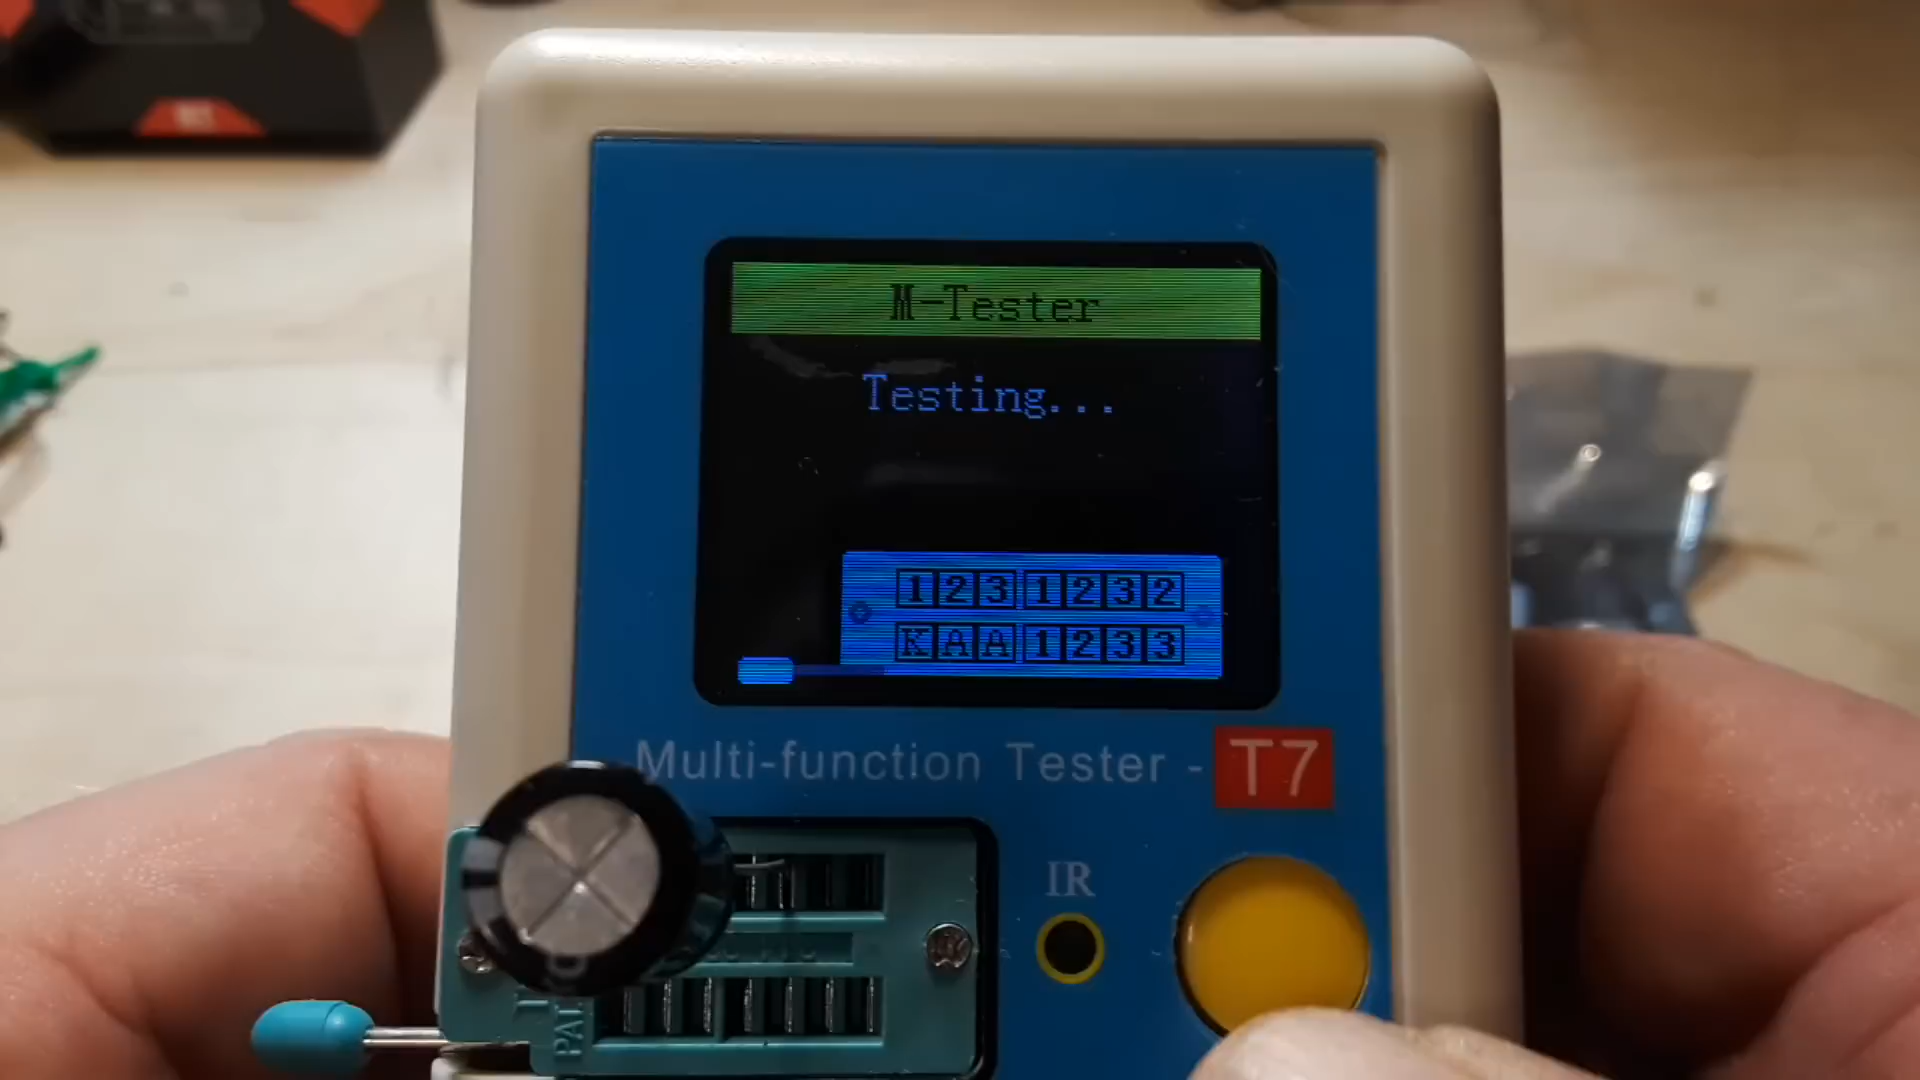 M-Tester
Testing...
1231232
KAA1233
Multi-function Tester - T7
IR